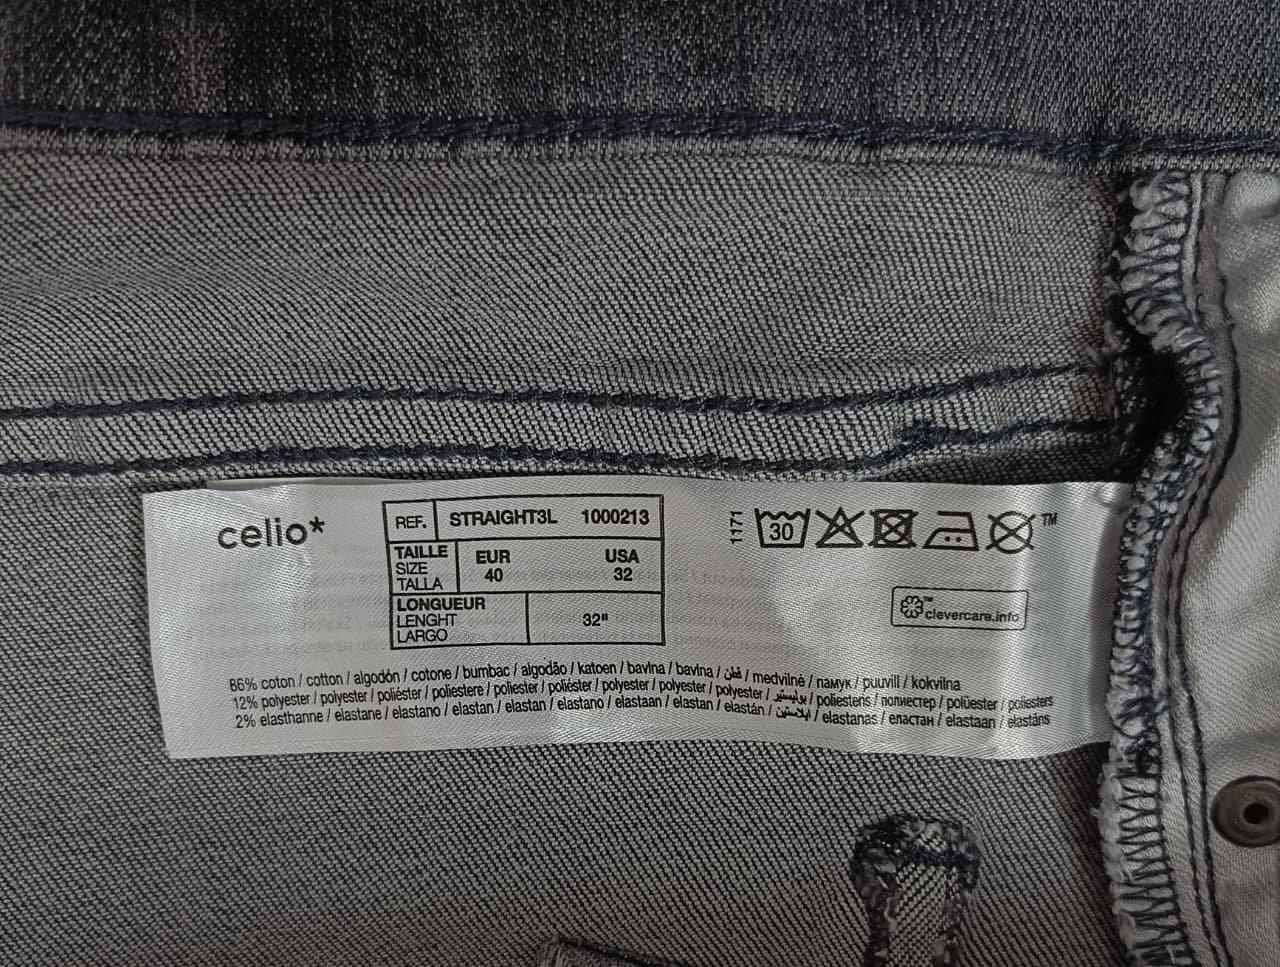 celio*
REF. STRAIGHT3L 1000213
TAILLE
SIZE
TALLA
EUR
40
USA
32
LONGUEUR
LENGHT
LARGO
32"
1171
30
TM
clevercare.info
TM
86% coton / cotton / algodón / cotone / bumbac / algodão / katoen / bavlna / bavlna / قطن / medvilnė / памук / puuvill / kokvilna
12% polyester / polyester / poliéster / poliestere / poliester / poliéster / polyester / polyester / polyester / بوليستير / poliesteris / полиестер / polüester / poliesters
2% elasthanne / elastane / elastano / elastan / elastan / elastano / elastaan / elastan / elastán / ايلاستين / elastanas / еластан / elastaan / elastāns